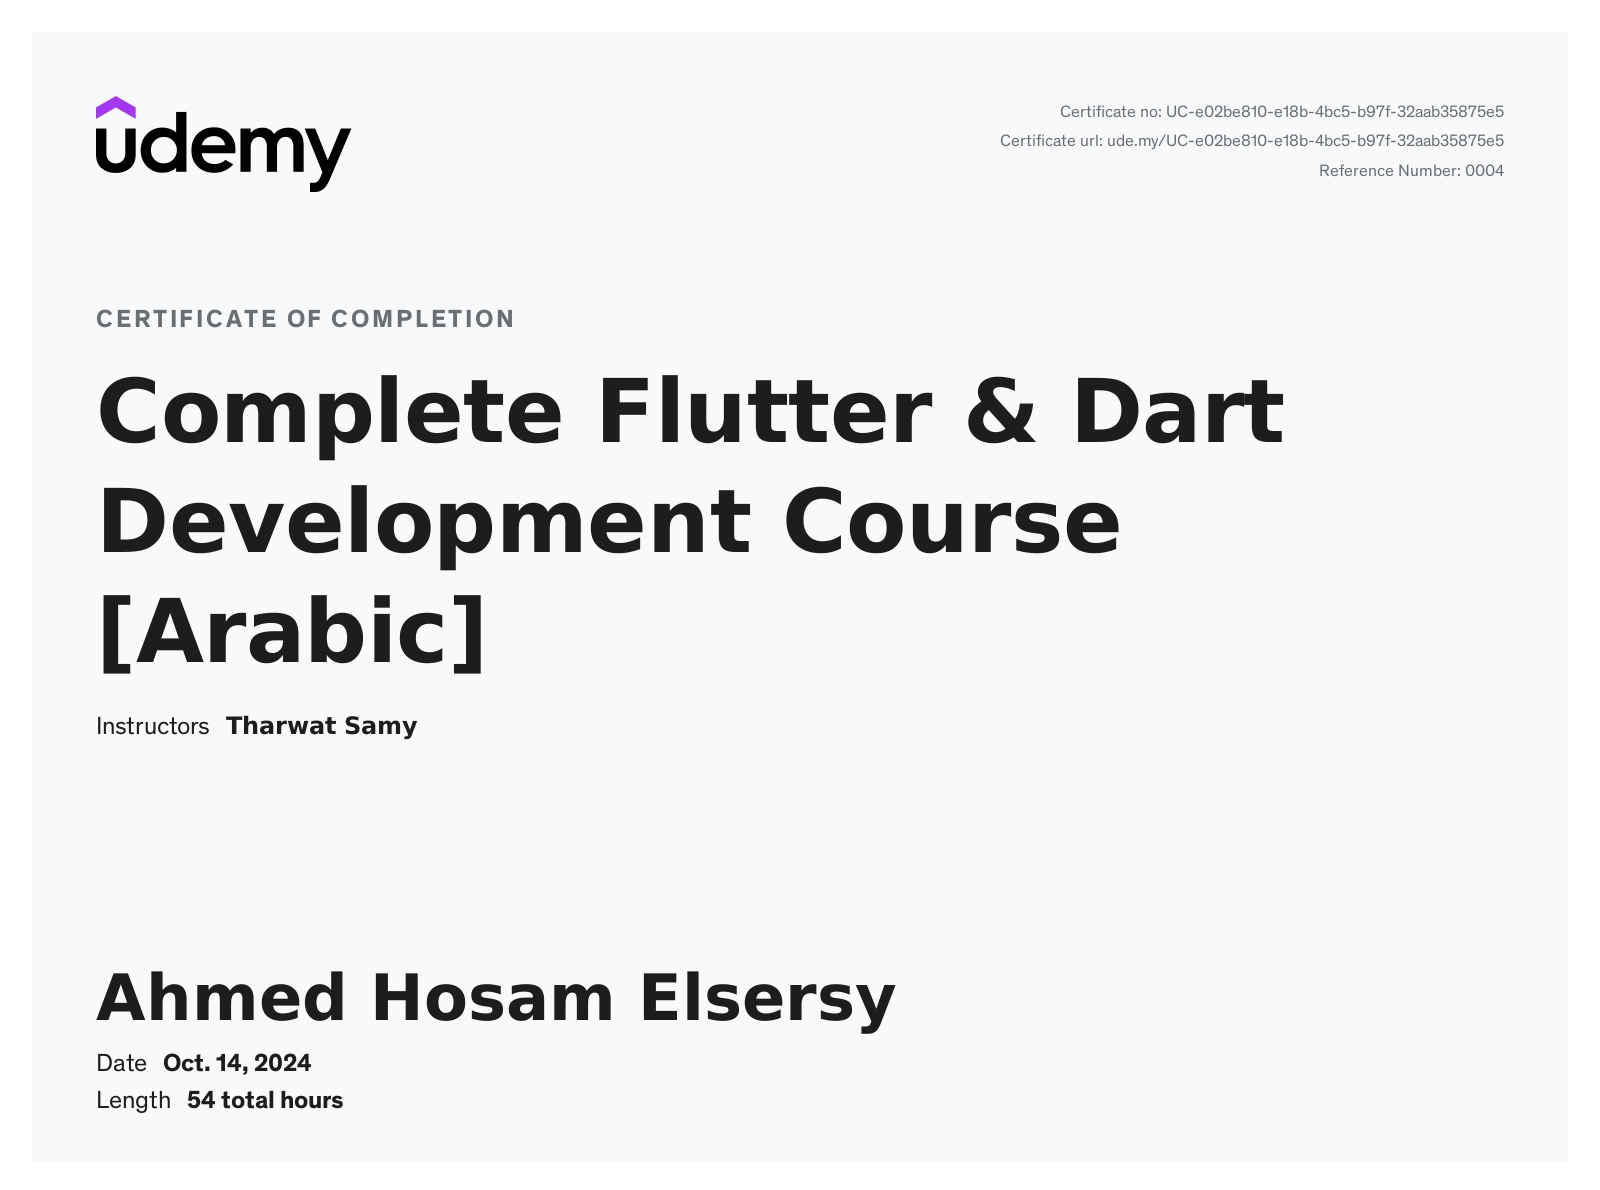 udemy
Certificate no: UC-e02be810-e18b-4bc5-b97f-32aab35875e5
Certificate url: ude.my/UC-e02be810-e18b-4bc5-b97f-32aab35875e5
Reference Number: 0004
CERTIFICATE OF COMPLETION
Complete Flutter & Dart
Development Course
[Arabic]
Instructors Tharwat Samy
Ahmed Hosam Elsersy
Date Oct. 14, 2024
Length 54 total hours